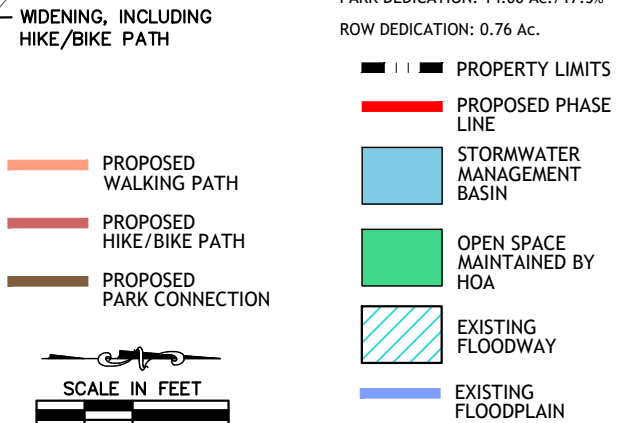 WIDENING, INCLUDING
HIKE/BIKE PATH
ROW DEDICATION: 0.76 Ac.
PROPERTY LIMITS
PROPOSED PHASE
LINE
STORMWATER
MANAGEMENT
BASIN
OPEN SPACE
MAINTAINED BY
HOA
EXISTING
FLOODWAY
EXISTING
FLOODPLAIN
PROPOSED
WALKING PATH
PROPOSED
HIKE/BIKE PATH
PROPOSED
PARK CONNECTION
SCALE IN FEET